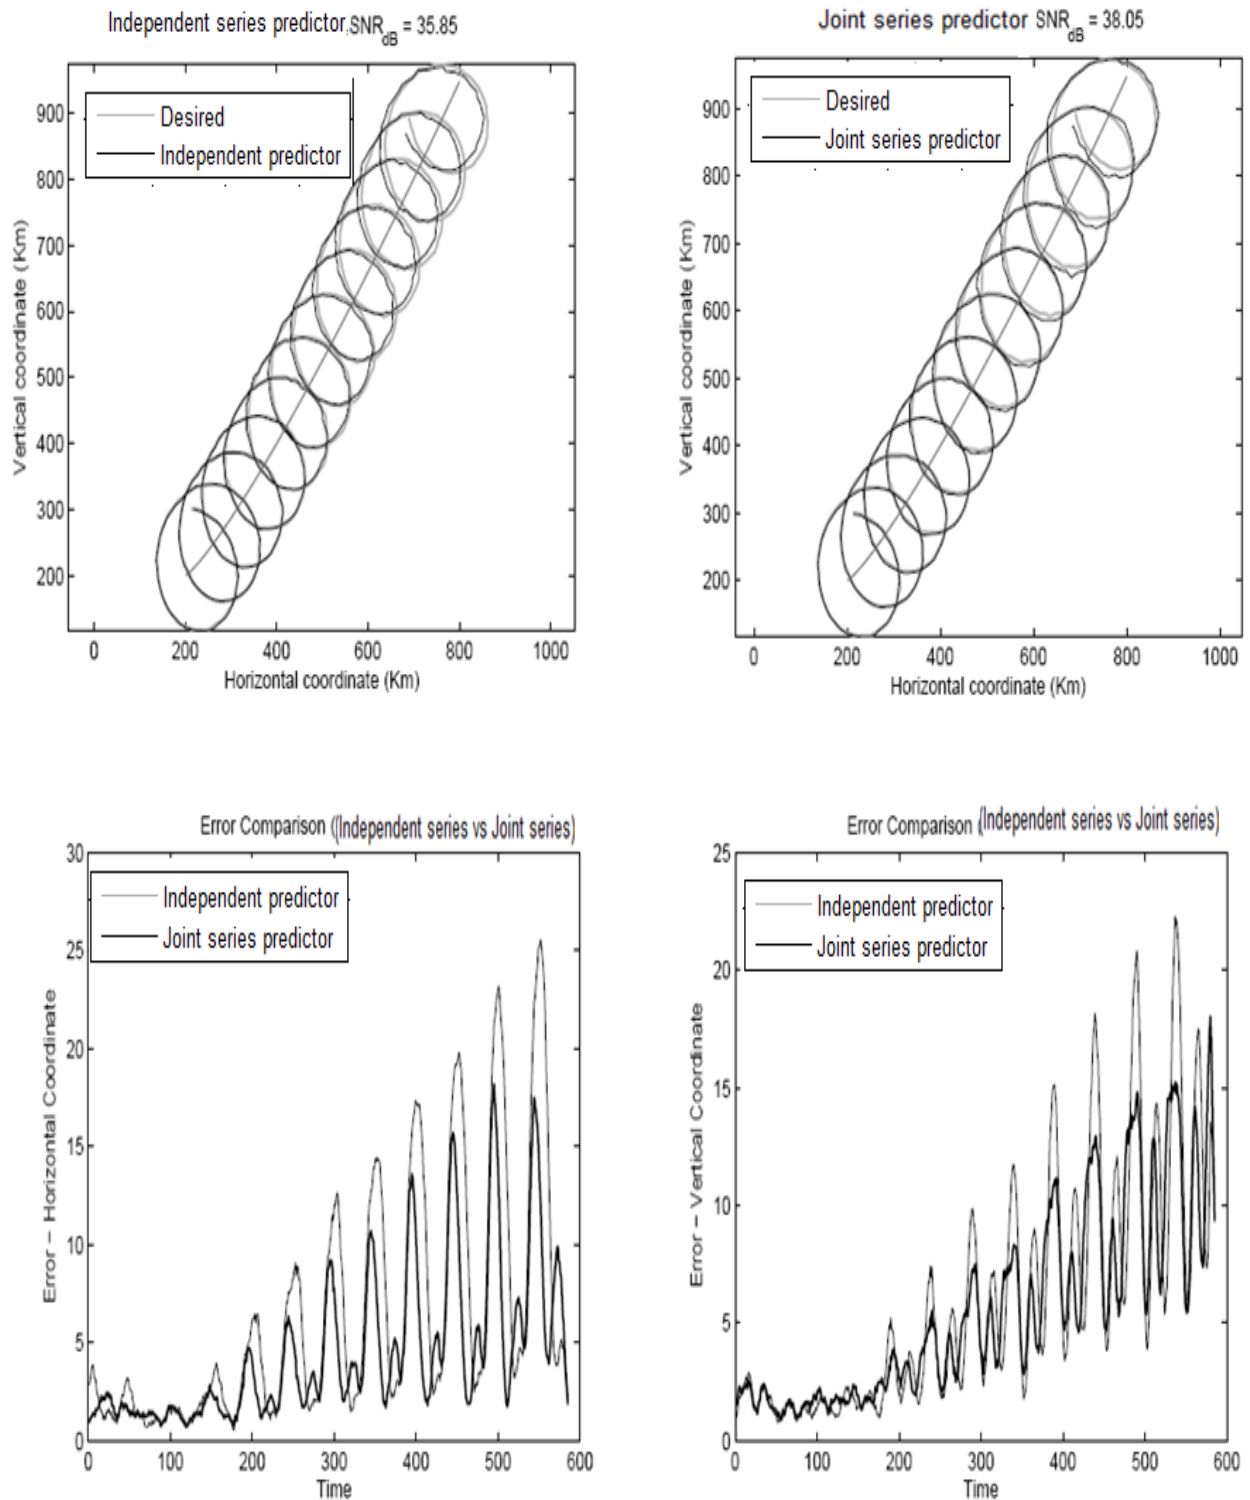 Independent series predictor, SNR dB = 35.85
Joint series predictor SNR dB = 38.05
Desired
Independent predictor
900
800
700
600
500
400
300
200
Vertical coordinate (Km)
0 200 400 600 800 1000
Horizontal coordinate (Km)
Desired
Joint series predictor
900
800
700
600
500
400
300
200
Vertical coordinate (Km)
0 200 400 600 800 1000
Horizontal coordinate (Km)
Error Comparison ((Independent series vs Joint series)
Independent predictor
Joint series predictor
30
25
20
15
10
5
0
Error – Horizontal Coordinate
0 100 200 300 400 500 600
Time
Error Comparison ((Independent series vs Joint series)
Independent predictor
Joint series predictor
25
20
15
10
5
0
Error – Vertical Coordinate
0 100 200 300 400 500 600
Time